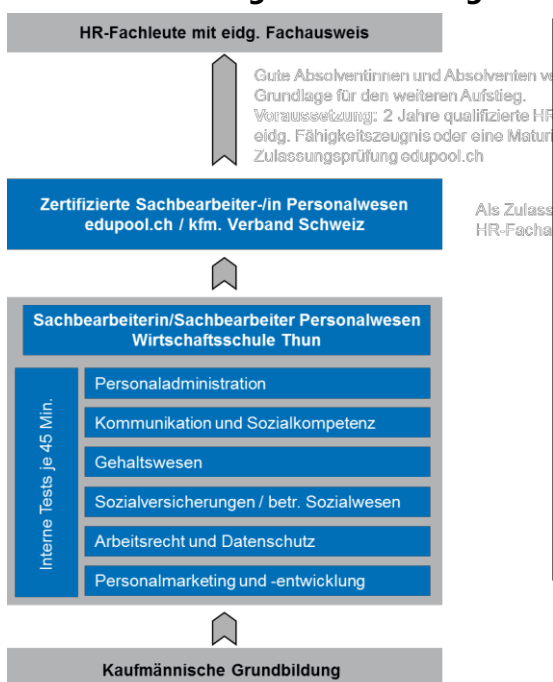 HR-Fachleute mit eidg. Fachausweis
Gute Absolventinnen und Absolventen
Grundlage für den weiteren Aufstieg.
Voraussetzung: 2 Jahre qualifizierte HR
eidg. Fähigkeitszeugnis oder eine
Zulassungsprüfung edupool.ch
Zertifizierte Sachbearbeiter-/in Personalwesen
edupool.ch / kfm. Verband Schweiz
Als
Sachbearbeiterin/Sachbearbeiter Personalwesen
Wirtschaftsschule Thun
Interne Tests je 45 Min.
Personaladministration
Kommunikation und Sozialkompetenz
Gehaltswesen
Sozialversicherungen / betr. Sozialwesen
Arbeitsrecht und Datenschutz
Personalmarketing und -entwicklung
Kaufmännische Grundbildung